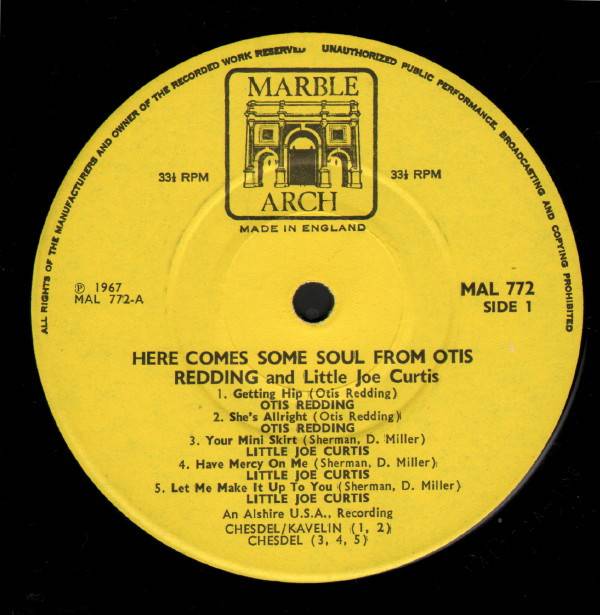 ALL RIGHTS OF THE MANUFACTURERS AND OWNER OF THE RECORDED WORK RESERVED UNAUTHORIZED PUBLIC PERFORMANCE, BROADCASTING AND COPYING PROHIBITED
MARBLE
ARCH
33⅓ RPM
33⅓ RPM
MADE IN ENGLAND
℗ 1967
MAL 772-A
MAL 772
SIDE 1
HERE COMES SOME SOUL FROM OTIS
REDDING and Little Joe Curtis
1. Getting Hip (Otis Redding)
OTIS REDDING
2. She's Allright (Otis Redding)
OTIS REDDING
3. Your Mini Skirt (Sherman, D. Miller)
LITTLE JOE CURTIS
4. Have Mercy On Me (Sherman, D. Miller)
LITTLE JOE CURTIS
5. Let Me Make It Up To You (Sherman, D. Miller)
LITTLE JOE CURTIS
An Alshire U.S.A., Recording
CHESDEL/KAVELIN (1, 2)
CHESDEL (3, 4, 5)